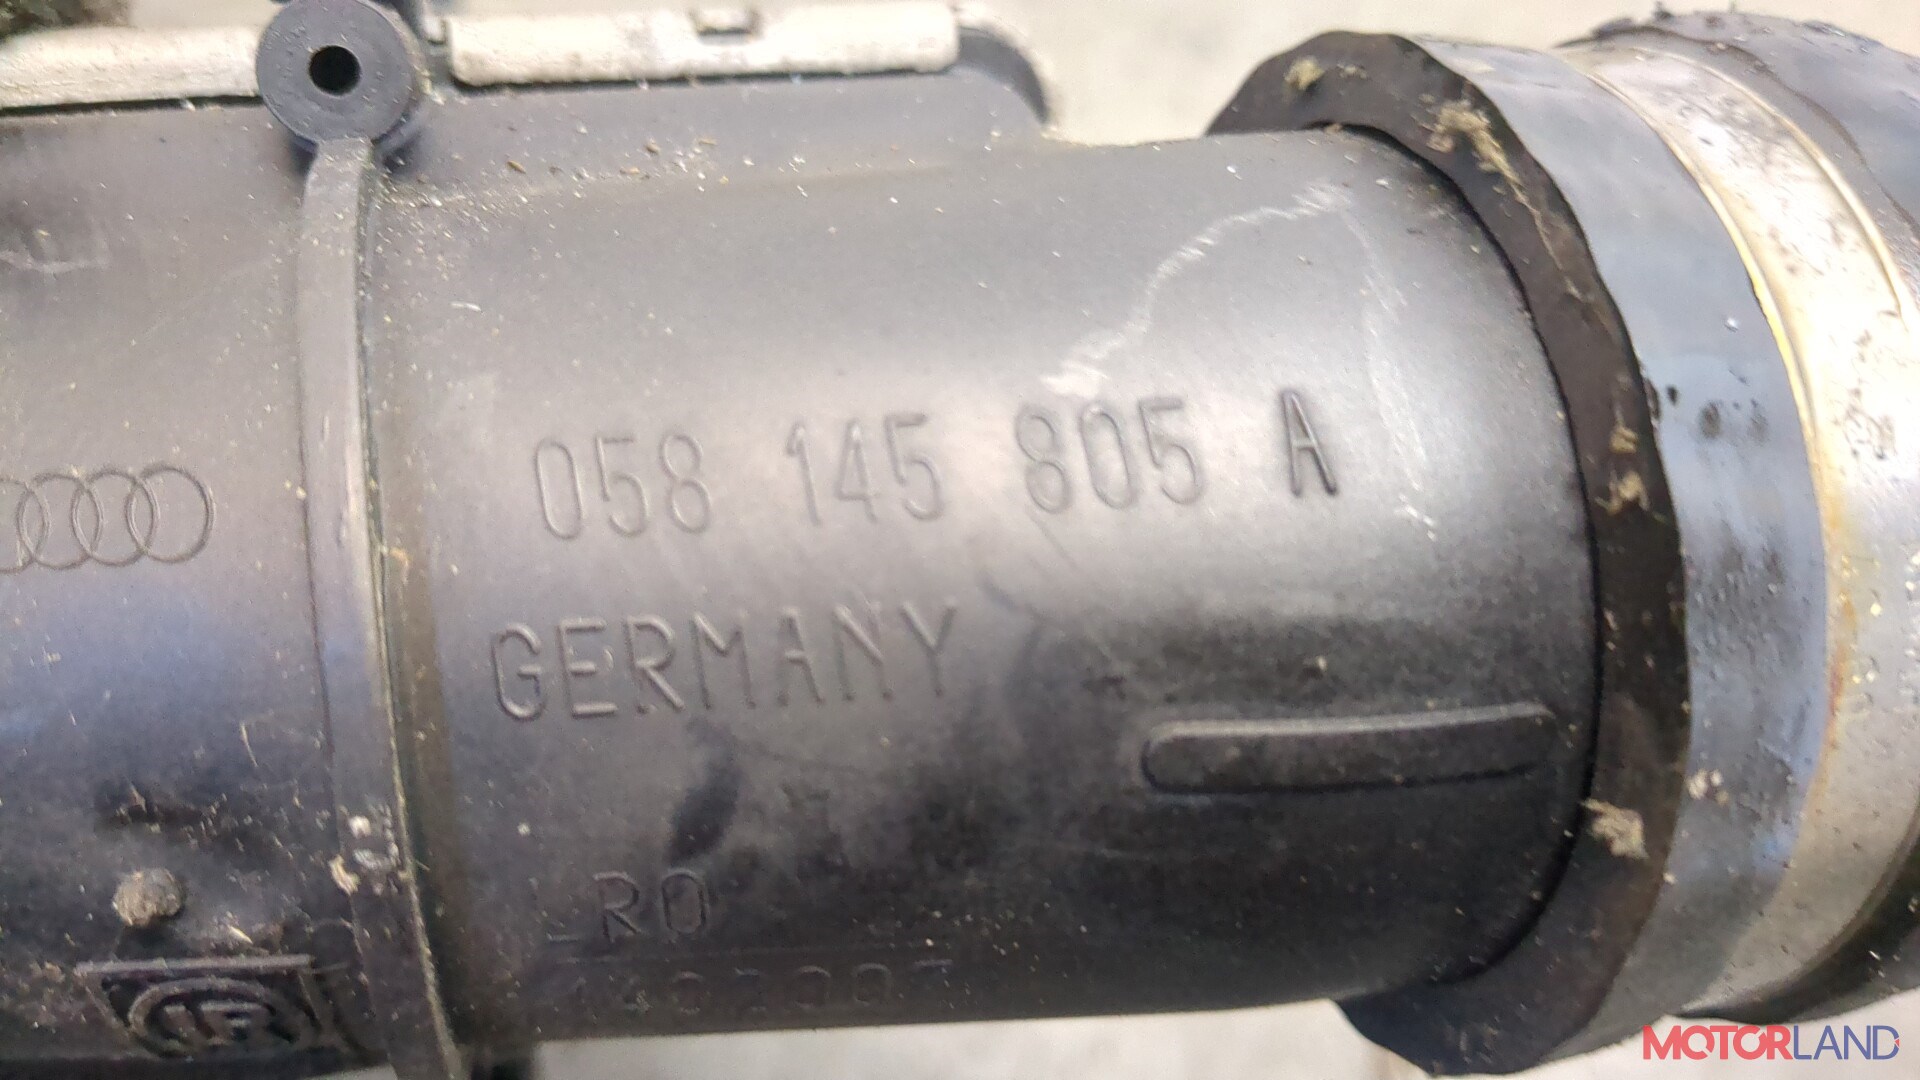 058 145 805 A
GERMANY
RO
MOTORLAND